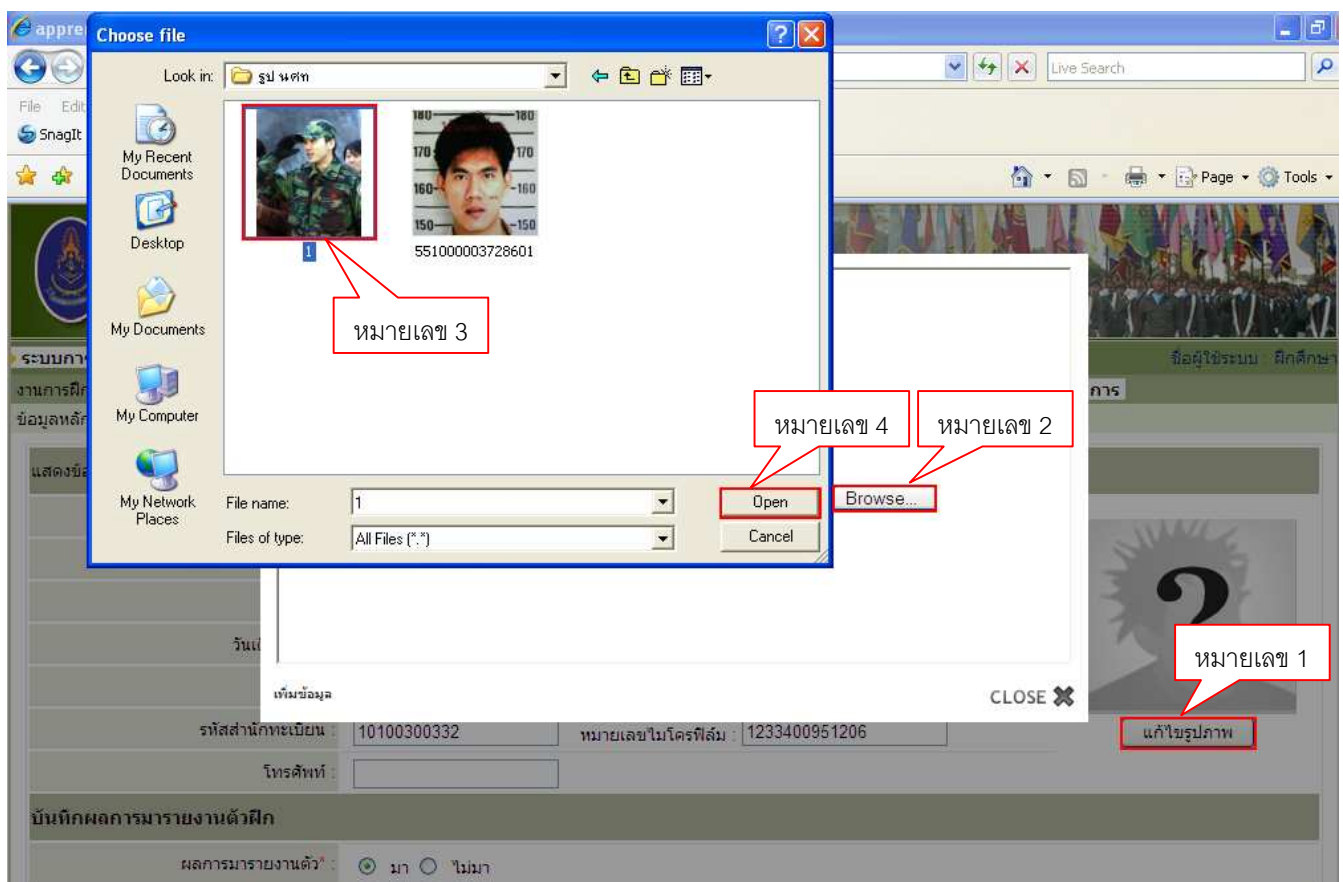 appre
Choose file
Look in:
รูป นศท
Live Search
File Edit
SnagIt
Page
Tools
My Recent Documents
Desktop
My Documents
My Computer
My Network Places
180 180
170 170
160 160
150 150
1
551000003728601
หมายเลข 3
หมายเลข 4
หมายเลข 2
ระบบกา
ชื่อผู้ใช้ระบบ : ฝึกศึกษา
งานการฝึก
การ
ข้อมูลหลัก
แสดงข้อ
File name:
1
Open
Browse...
Files of type:
All Files (*.*)
Cancel
วันเ
หมายเลข 1
เพิ่มข้อมูล
CLOSE
รหัสสำนักทะเบียน :
10100300332
หมายเลขไมโครฟิล์ม :
1233400951206
แก้ไขรูปภาพ
โทรศัพท์ :
บันทึกผลการมารายงานตัวฝึก
ผลการมารายงานตัว* :
มา
ไม่มา